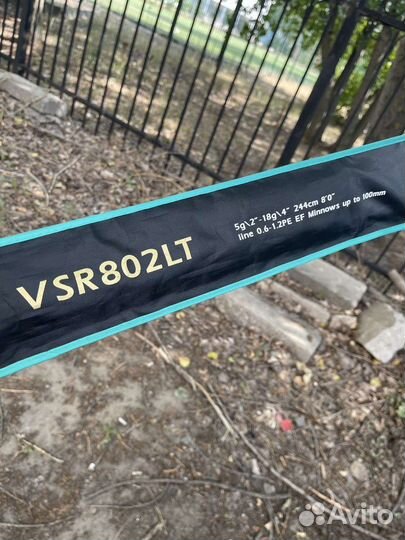 VSR802LT
5g\2"-18g\4" 244cm 8'0"
line 0.6-1.2PE EF Minnows up to 100mm
Avito